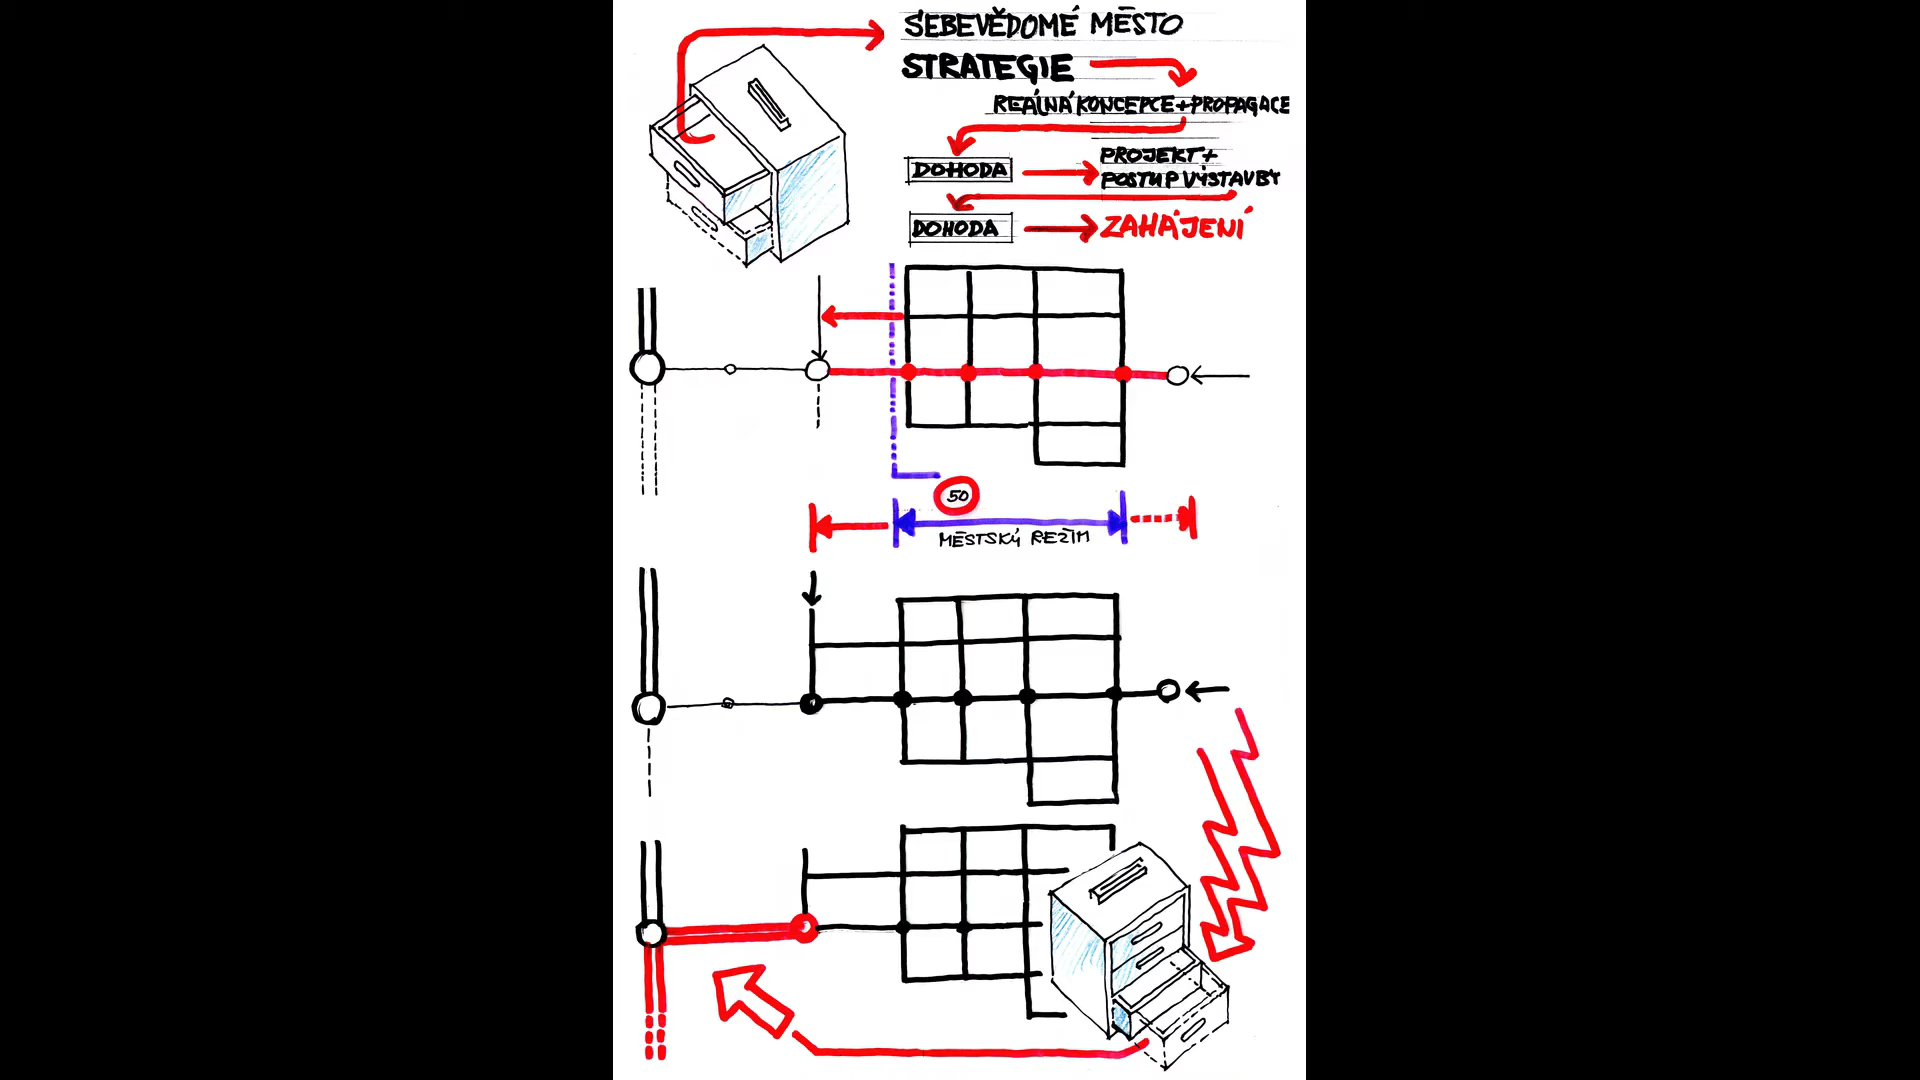 SEBEVĚDOMÉ MĚSTO
STRATEGIE
REÁLNÁ KONCEPCE + PROPAGACE
DOHODA
PROJEKT +
POSTUP VÝSTAVBY
DOHODA
ZAHÁJENÍ
50
MĚSTSKÝ REŽIM